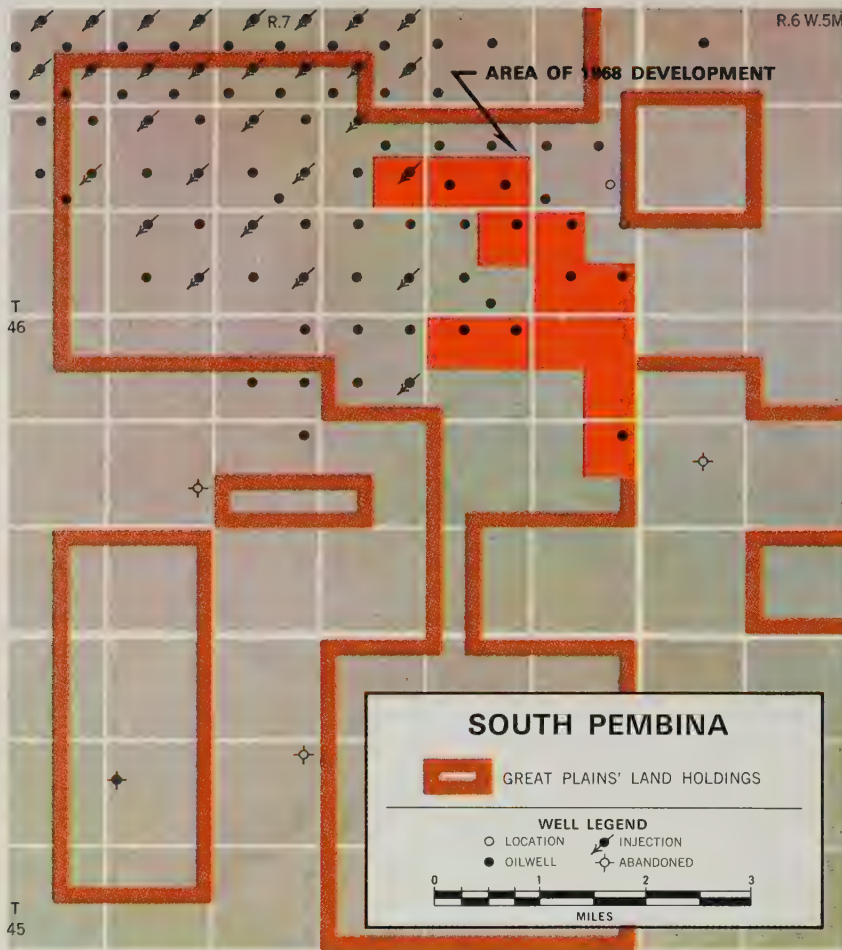 R.7
R.6 W.5M
AREA OF 1968 DEVELOPMENT
T
46
SOUTH PEMBINA
GREAT PLAINS' LAND HOLDINGS
WELL LEGEND
LOCATION
INJECTION
OILWELL
ABANDONED
0 1 2 3
MILES
T
45